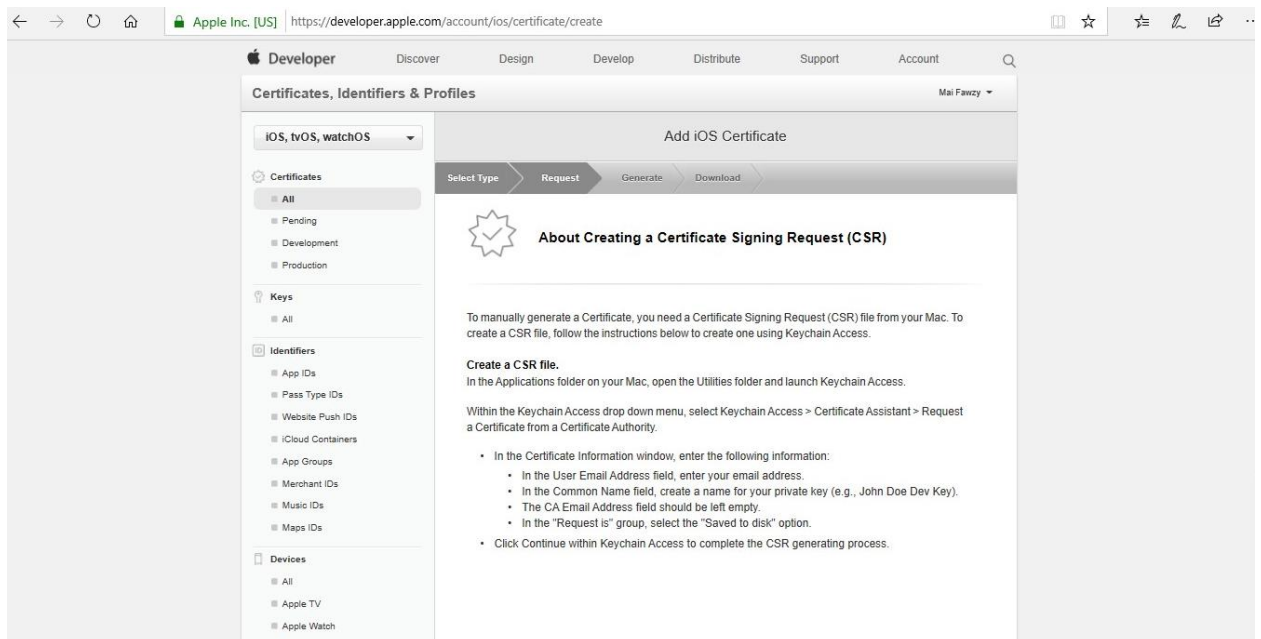 Apple Inc. [US] https://developer.apple.com/account/ios/certificate/create
Developer Discover Design Develop Distribute Support Account
Certificates, Identifiers & Profiles Mai Fawzy
iOS, tvOS, watchOS
Add iOS Certificate
Certificates
All
Pending
Development
Production
Keys
All
Identifiers
App IDs
Pass Type IDs
Website Push IDs
iCloud Containers
App Groups
Merchant IDs
Music IDs
Maps IDs
Devices
All
Apple TV
Apple Watch
Select Type Request Generate Download
About Creating a Certificate Signing Request (CSR)
To manually generate a Certificate, you need a Certificate Signing Request (CSR) file from your Mac. To
create a CSR file, follow the instructions below to create one using Keychain Access.
Create a CSR file.
In the Applications folder on your Mac, open the Utilities folder and launch Keychain Access.
Within the Keychain Access drop down menu, select Keychain Access > Certificate Assistant > Request
a Certificate from a Certificate Authority.
• In the Certificate Information window, enter the following information:
• In the User Email Address field, enter your email address.
• In the Common Name field, create a name for your private key (e.g., John Doe Dev Key).
• The CA Email Address field should be left empty.
• In the "Request is" group, select the "Saved to disk" option.
• Click Continue within Keychain Access to complete the CSR generating process.